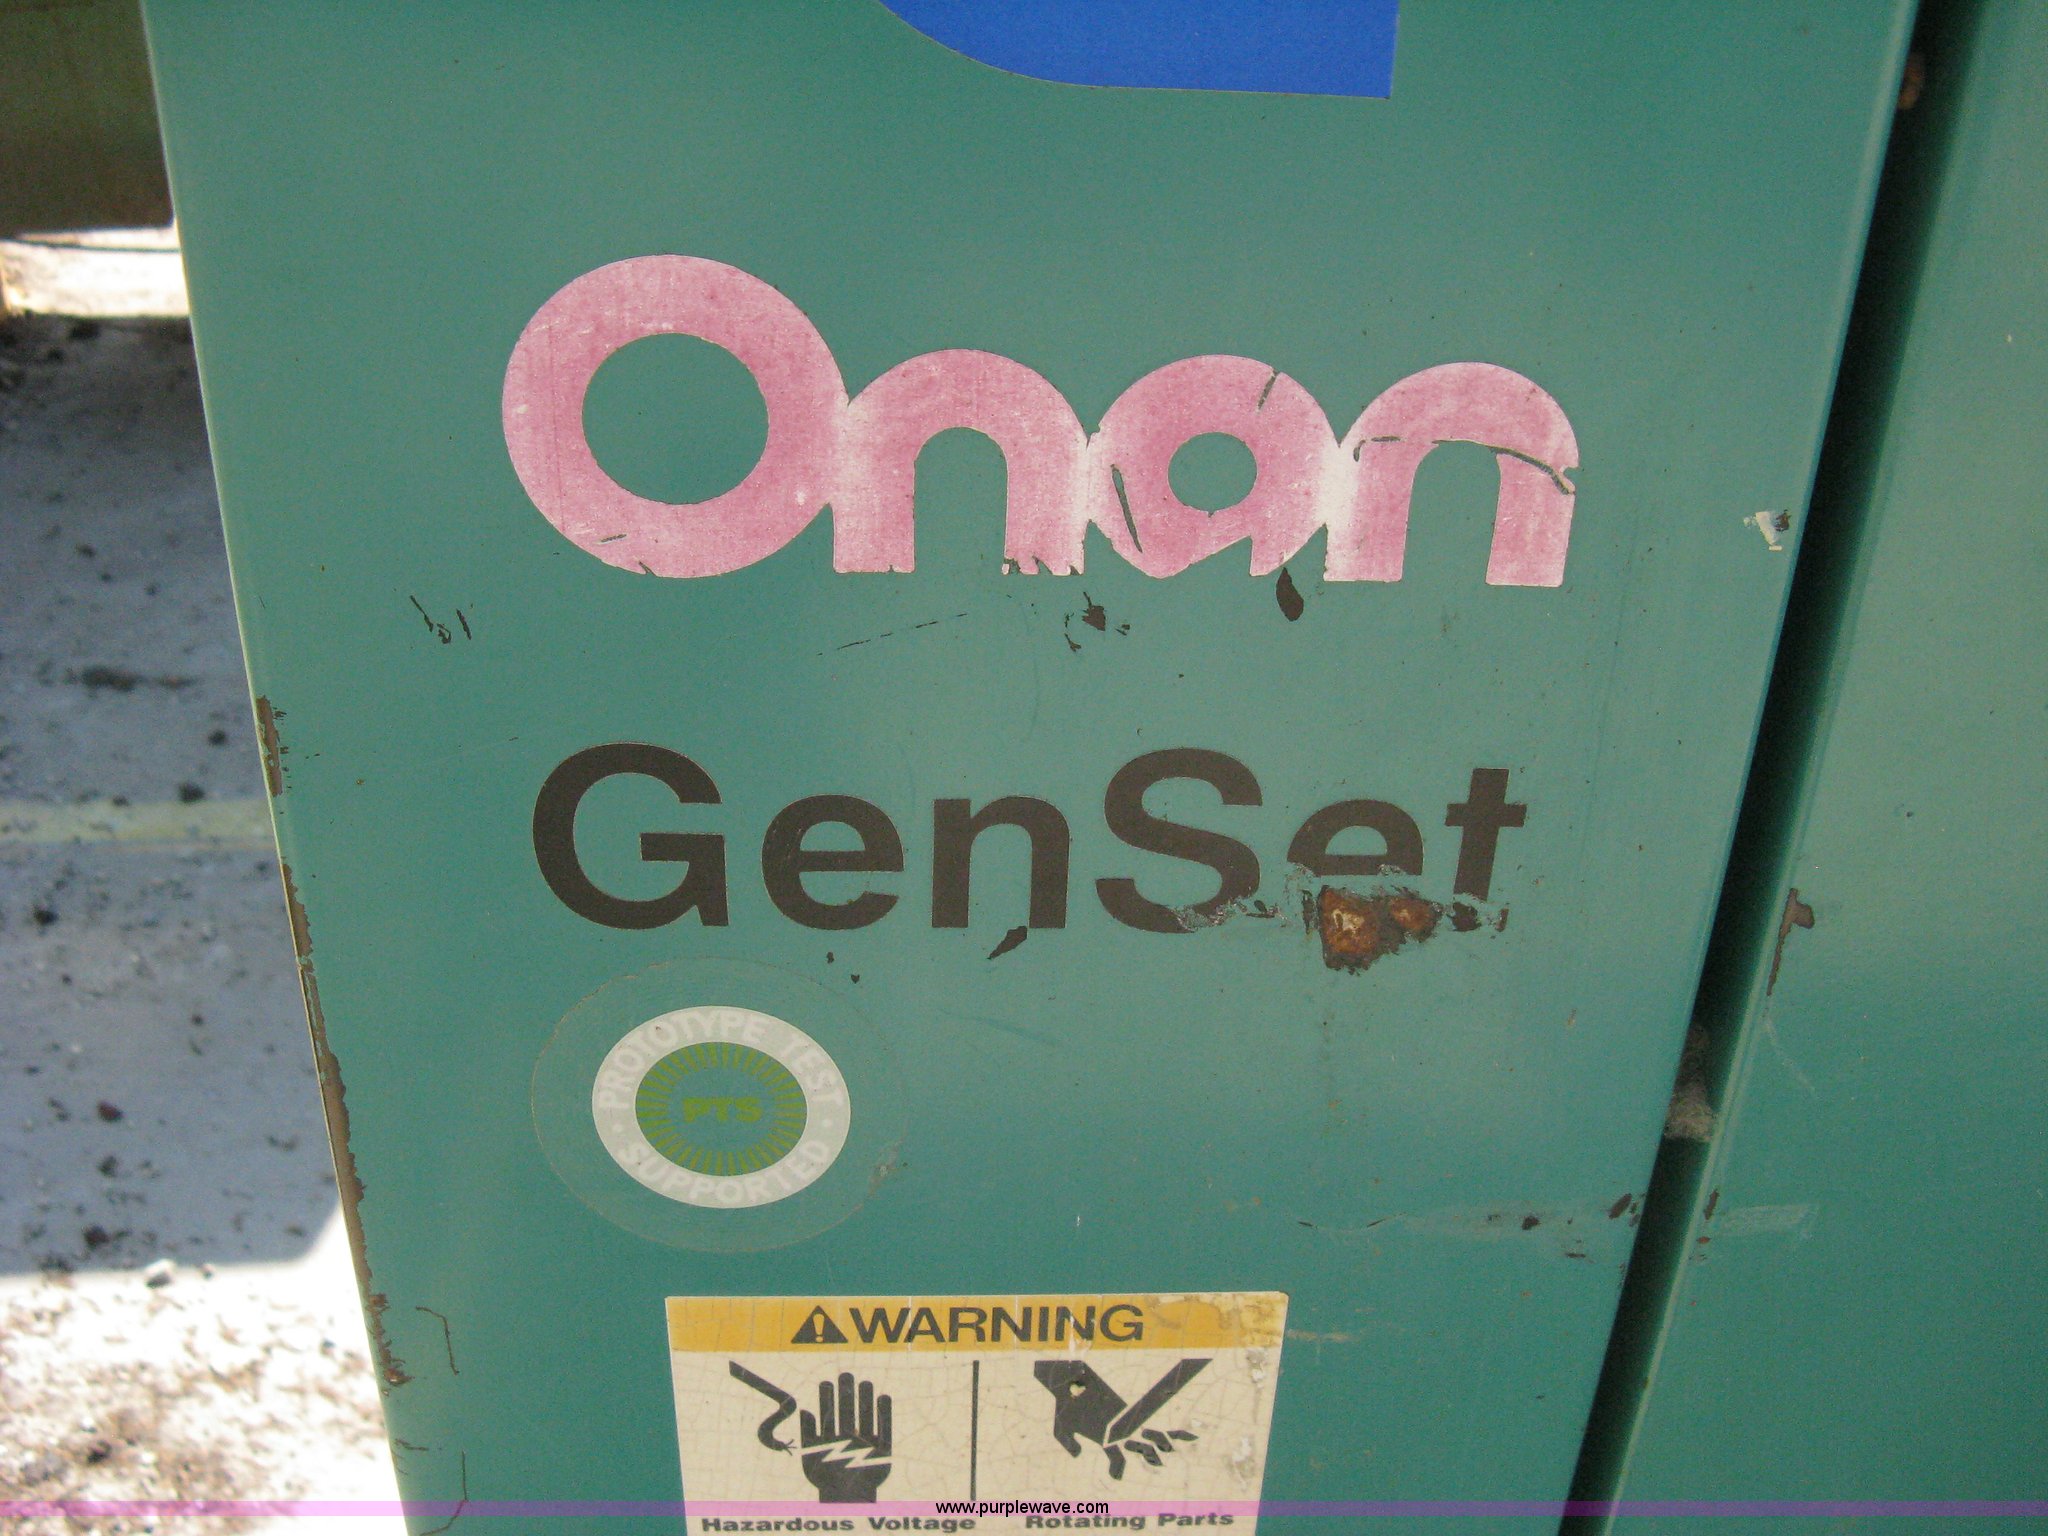 Onan
GenSet
PROTOTYPE TEST
PTS
SUPPORTED
WARNING
www.purplewave.com
Hazardous Voltage Rotating Parts